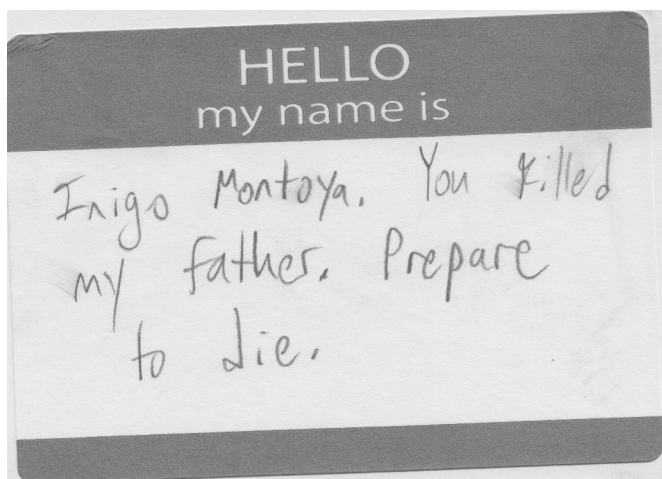 HELLO
my name is
Inigo Montoya. You killed
my father. Prepare
to die.